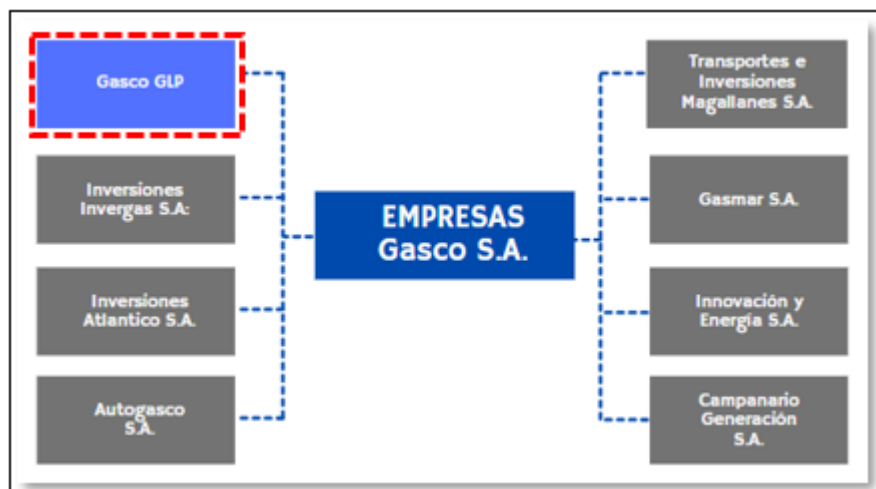 Gasco GLP
Inversiones
Invergas S.A:
Inversiones
Atlantico S.A.
Autogasco
S.A.
EMPRESAS
Gasco S.A.
Transportes e
Inversiones
Magallanes S.A.
Gasmar S.A.
Innovación y
Energía S.A.
Campanario
Generación
S.A.